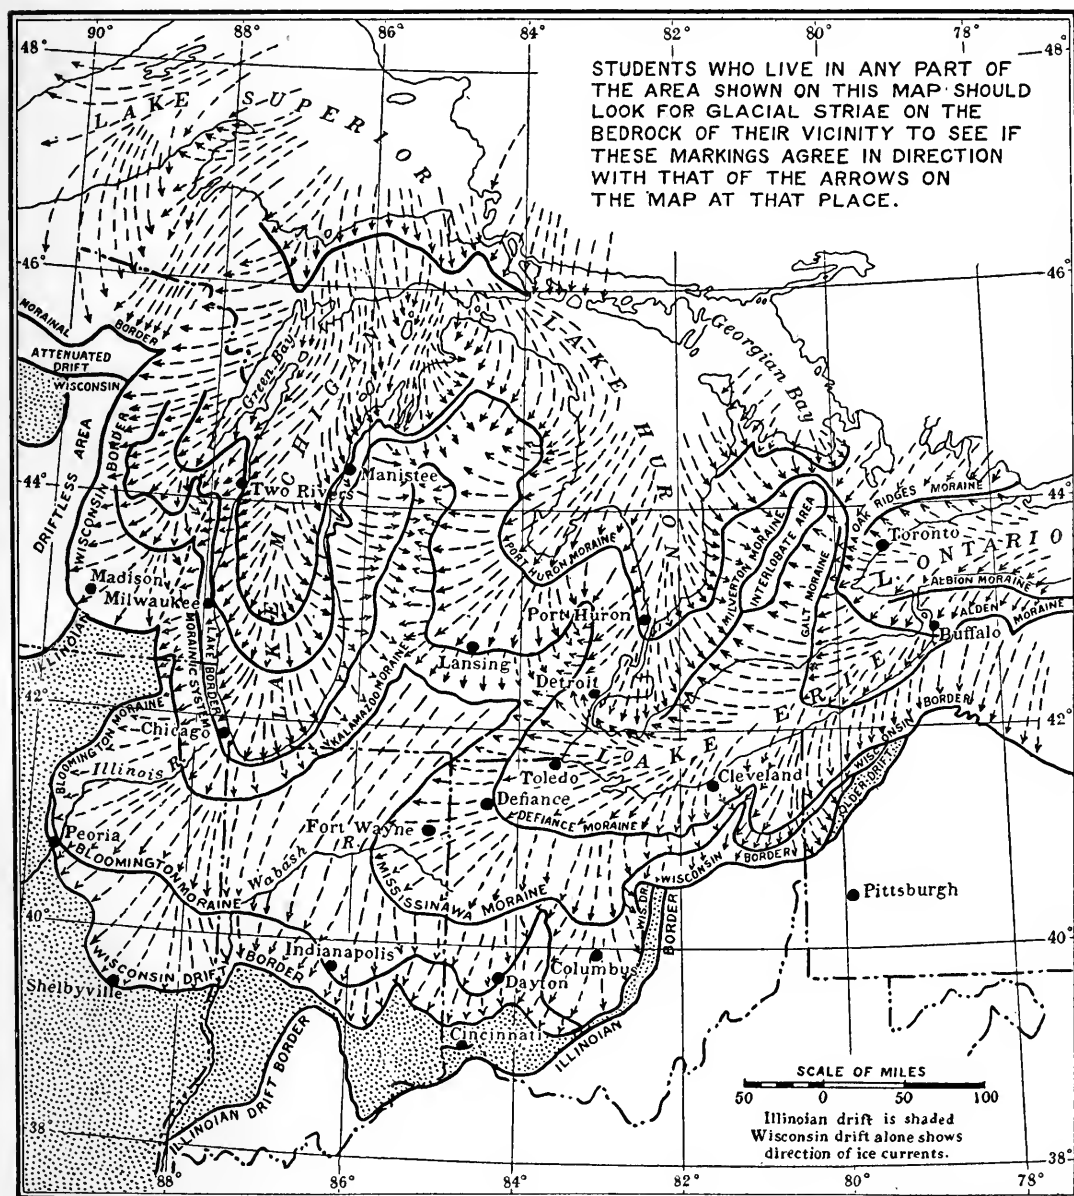 90°
88°
86°
84°
82°
80°
78°
48°
48°
STUDENTS WHO LIVE IN ANY PART OF
THE AREA SHOWN ON THIS MAP SHOULD
LOOK FOR GLACIAL STRIAE ON THE
BEDROCK OF THEIR VICINITY TO SEE IF
THESE MARKINGS AGREE IN DIRECTION
WITH THAT OF THE ARROWS ON
THE MAP AT THAT PLACE.
LAKE SUPERIOR
46°
46°
MORAINAL BORDER
ATTENUATED
DRIFT
WISCONSIN
DRIFTLESS AREA
WISCONSIN BORDER
Green Bay
LAKE MICHIGAN
LAKE HURON
Georgian Bay
44°
44°
Two Rivers
Manistee
PORT HURON MORAINE
MILVERTON MORAINE
INTERLOBATE AREA
GALT MORAINE
OAK RIDGES MORAINE
Toronto
L. ONTARIO
ALBION MORAINE
ALDEN MORAINE
Buffalo
Madison
Milwaukee
ILLINOIAN
LAKE BORDER
MORAINIC SYSTEM
Port Huron
Lansing
Detroit
KALAMAZOO MORAINE
42°
42°
BLOOMINGTON MORAINE
Chicago
Illinois R.
LAKE ERIE
Toledo
Cleveland
Defiance
DEFIANCE MORAINE
WISCONSIN BORDER
OLDER DRIFT
Fort Wayne
Wabash R.
Peoria
BLOOMINGTON MORAINE
MISSINAWA MORAINE
WISCONSIN BORDER
Pittsburgh
40°
40°
WIS. DR.
BORDER
Indianapolis
Columbus
Dayton
WISCONSIN DRIFT BORDER
Shelbyville
Cincinnati
ILLINOIAN
ILLINOIAN DRIFT BORDER
SCALE OF MILES
50 0 50 100
Illinoian drift is shaded
Wisconsin drift alone shows
direction of ice currents.
38°
38°
88°
86°
84°
82°
80°
78°